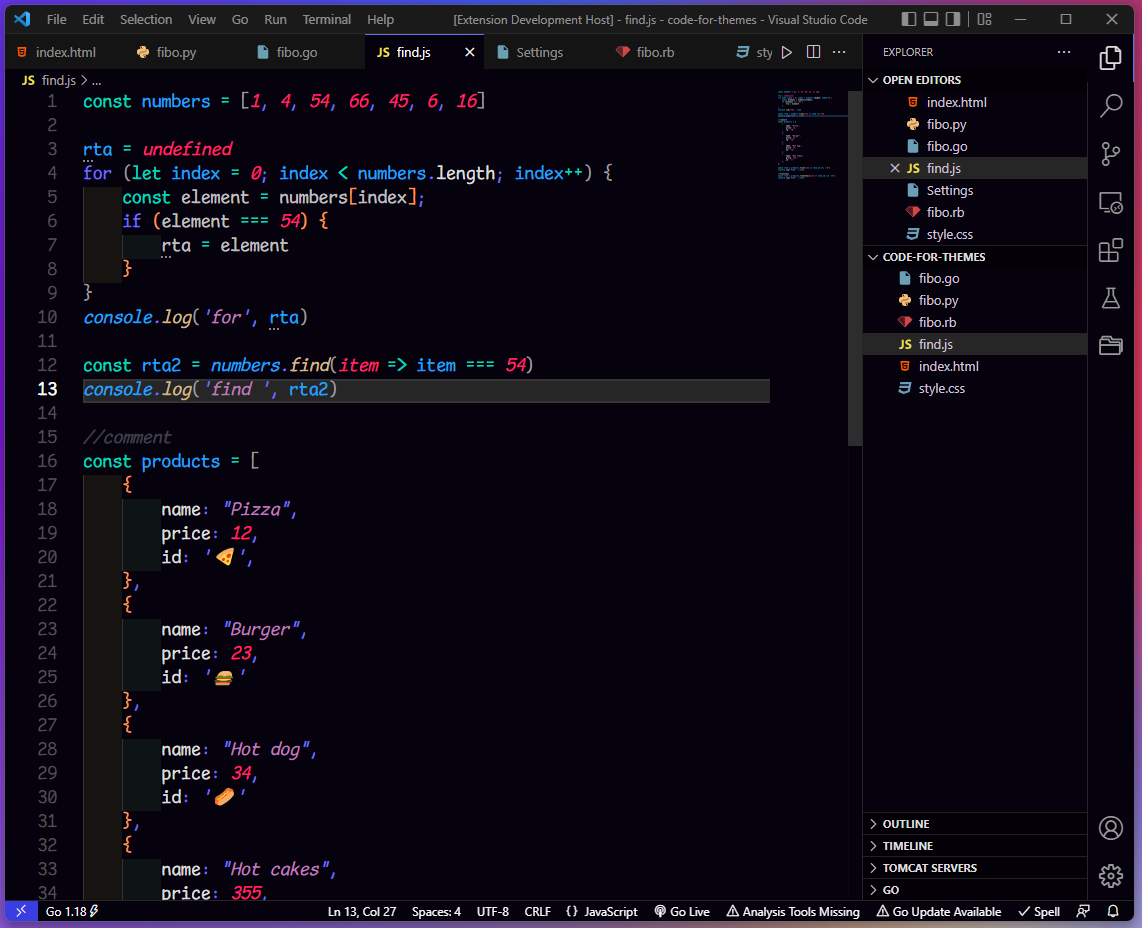 File Edit Selection View Go Run Terminal Help [Extension Development Host] - find.js - code-for-themes - Visual Studio Code
index.html fibo.py fibo.go JS find.js Settings fibo.rb sty
JS find.js > ...
1 const numbers = [1, 4, 54, 66, 45, 6, 16]
2
3 rta = undefined
4 for (let index = 0; index < numbers.length; index++) {
5 const element = numbers[index];
6 if (element === 54) {
7 rta = element
8 }
9 }
10 console.log('for', rta)
11
12 const rta2 = numbers.find(item => item === 54)
13 console.log('find ', rta2)
14
15 //comment
16 const products = [
17 {
18 name: "Pizza",
19 price: 12,
20 id: '🍕',
21 },
22 {
23 name: "Burger",
24 price: 23,
25 id: '🍔'
26 },
27 {
28 name: "Hot dog",
29 price: 34,
30 id: '🌭'
31 },
32 {
33 name: "Hot cakes",
34 price: 355,
EXPLORER
OPEN EDITORS
index.html
fibo.py
fibo.go
JS find.js
Settings
fibo.rb
style.css
CODE-FOR-THEMES
fibo.go
fibo.py
fibo.rb
JS find.js
index.html
style.css
OUTLINE
TIMELINE
TOMCAT SERVERS
GO
Go 1.18 Ln 13, Col 27 Spaces: 4 UTF-8 CRLF {} JavaScript Go Live Analysis Tools Missing Go Update Available Spell